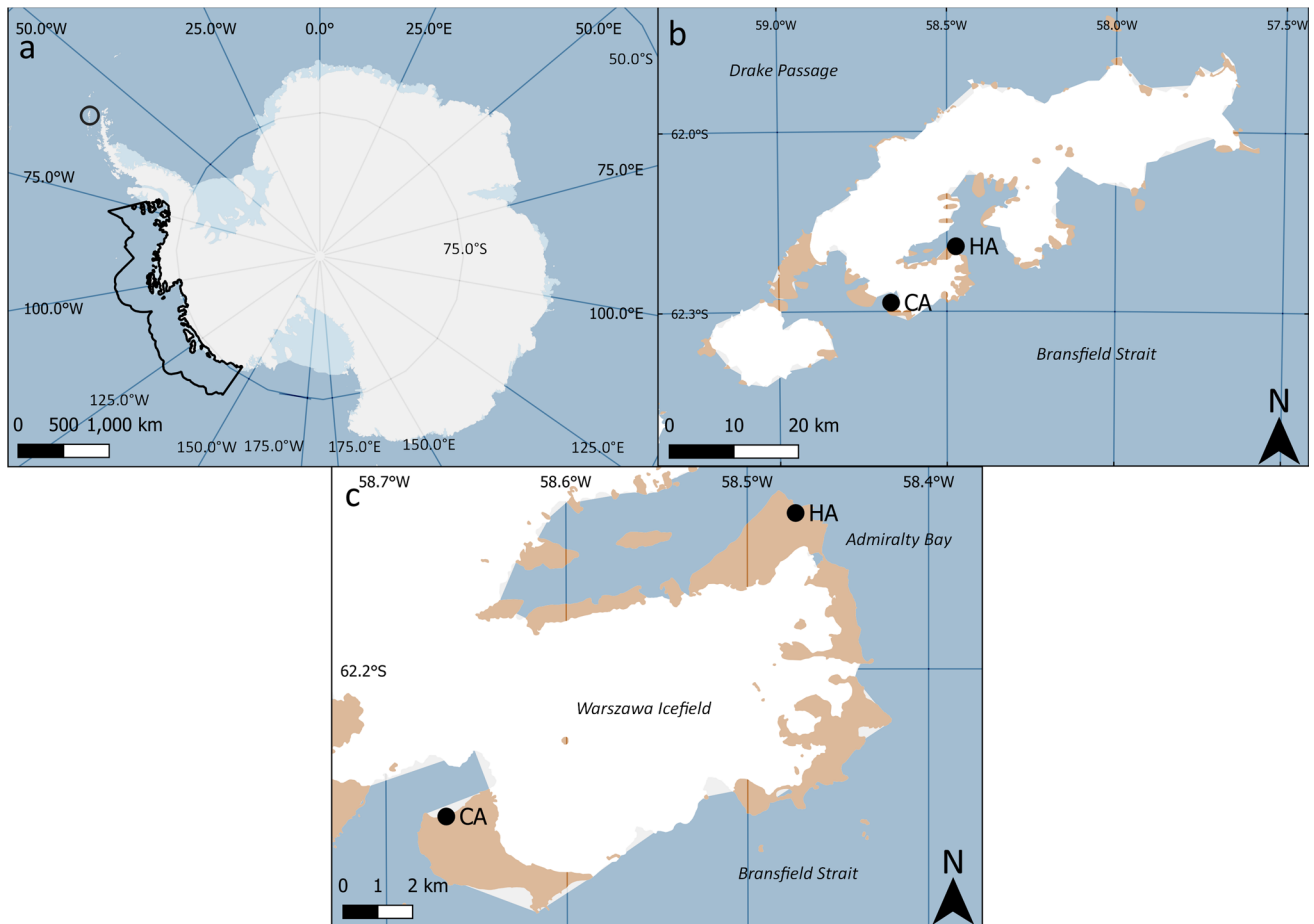 50.0°W 25.0°W 0.0° 25.0°E 50.0°E
a
50.0°S
75.0°W
75.0°E
75.0°S
100.0°W
100.0°E
125.0°W
0 500 1,000 km
150.0°W 175.0°W 175.0°E 150.0°E 125.0°E
59.0°W 58.5°W 58.0°W 57.5°W
b
Drake Passage
62.0°S
HA
CA
62.3°S
Bransfield Strait
N
0 10 20 km
58.7°W 58.6°W 58.5°W 58.4°W
c
HA
Admiralty Bay
62.2°S
Warszawa Icefield
CA
Bransfield Strait
N
0 1 2 km